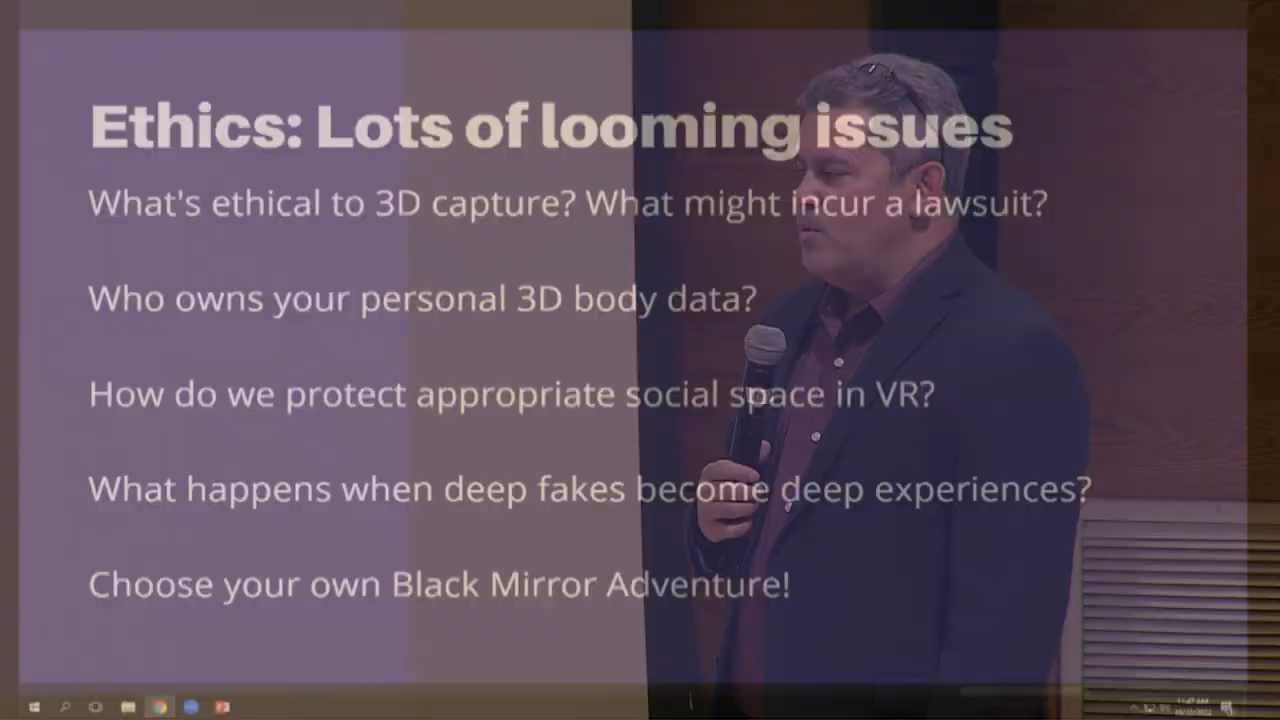 Ethics: Lots of looming issues
What's ethical to 3D capture? What might incur a lawsuit?
Who owns your personal 3D body data?
How do we protect appropriate social space in VR?
What happens when deep fakes become deep experiences?
Choose your own Black Mirror Adventure!